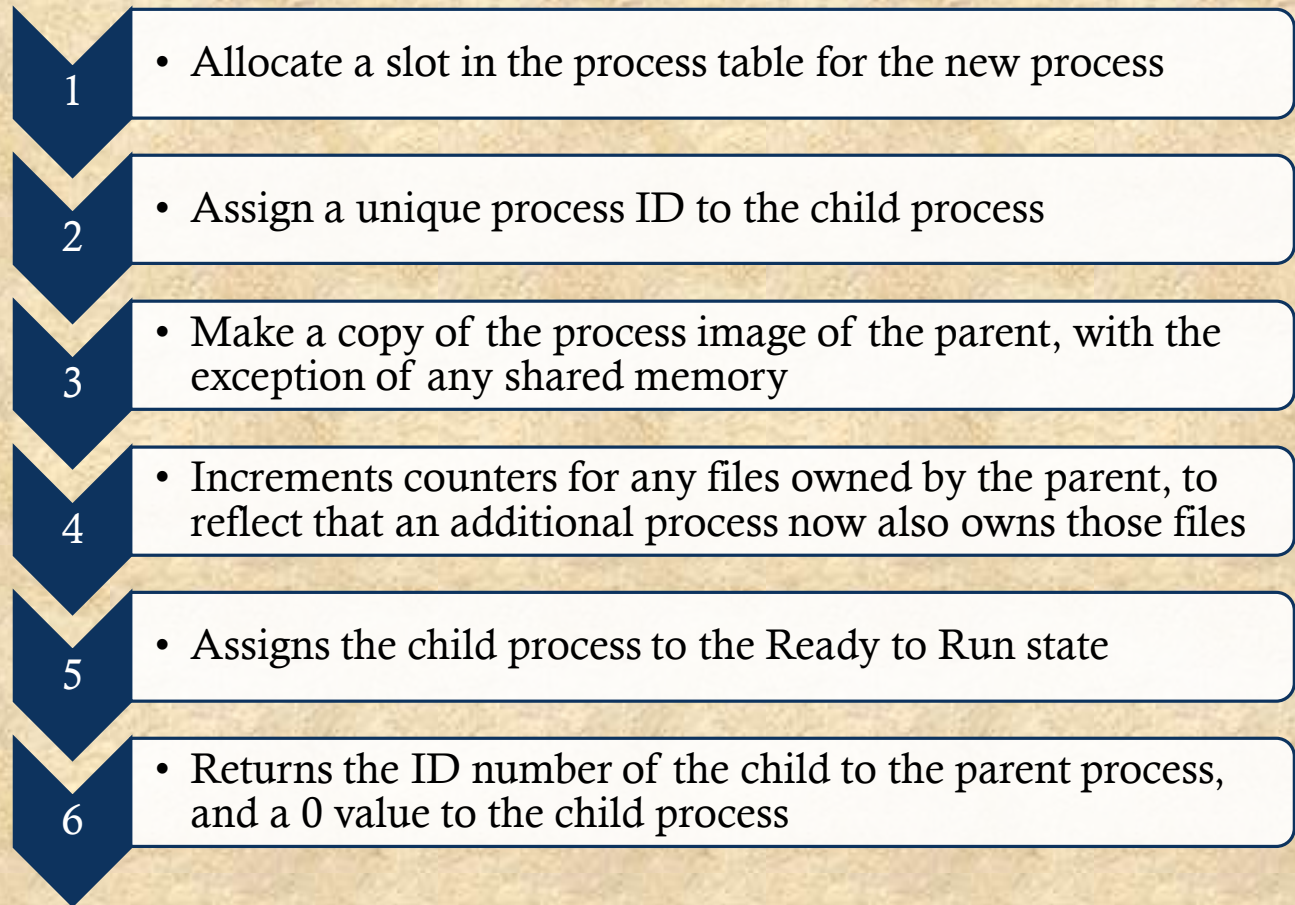 1
• Allocate a slot in the process table for the new process
2
• Assign a unique process ID to the child process
3
• Make a copy of the process image of the parent, with the
exception of any shared memory
4
• Increments counters for any files owned by the parent, to
reflect that an additional process now also owns those files
5
• Assigns the child process to the Ready to Run state
6
• Returns the ID number of the child to the parent process,
and a 0 value to the child process